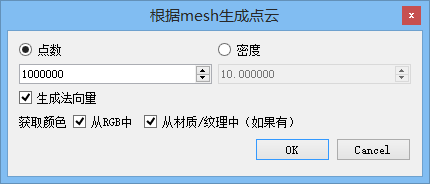 根据mesh生成点云
x
点数 密度
1000000 10.000000
生成法向量
获取颜色 从RGB中 从材质/纹理中（如果有）
OK Cancel